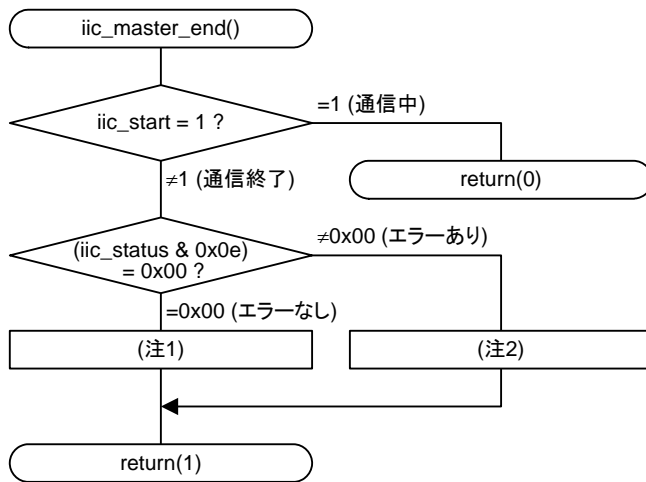 iic_master_end()
iic_start = 1 ?
=1 (通信中)
return(0)
≠1 (通信終了)
(iic_status & 0x0e)
= 0x00 ?
≠0x00 (エラーあり)
=0x00 (エラーなし)
(注1)
(注2)
return(1)